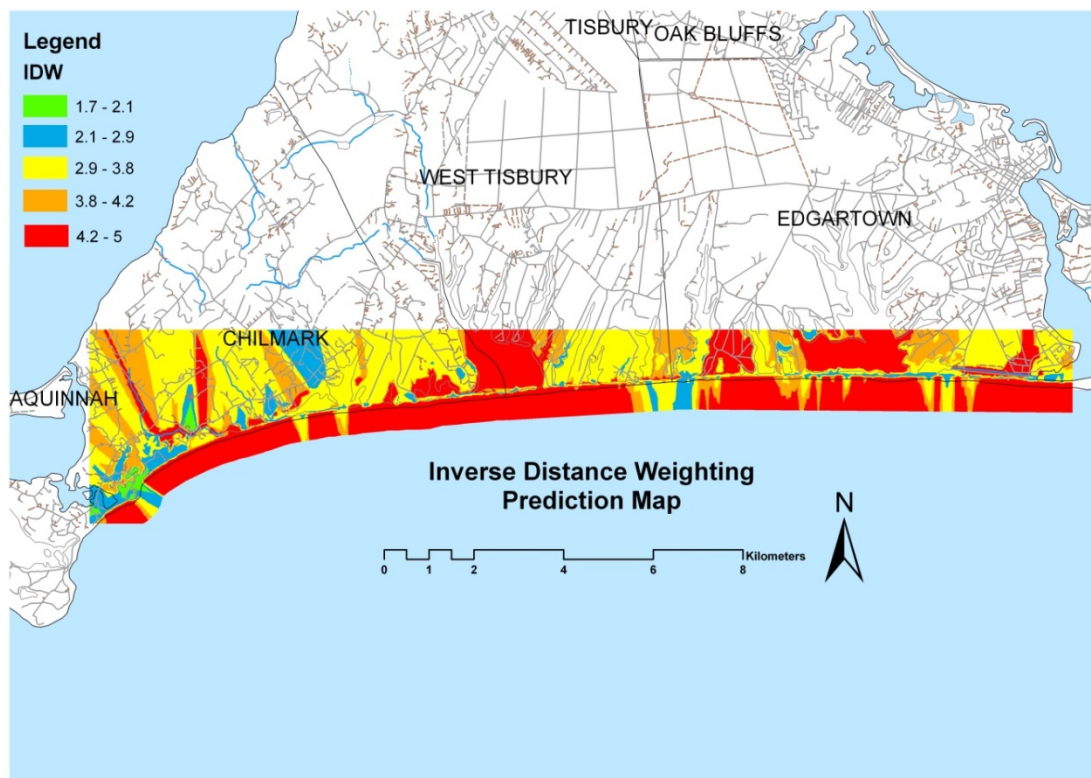 Legend
IDW
1.7 - 2.1
2.1 - 2.9
2.9 - 3.8
3.8 - 4.2
4.2 - 5
TISBURY
OAK BLUFFS
WEST TISBURY
EDGARTOWN
CHILMARK
AQUINNAH
Inverse Distance Weighting
Prediction Map
N
Kilometers
0 1 2 4 6 8